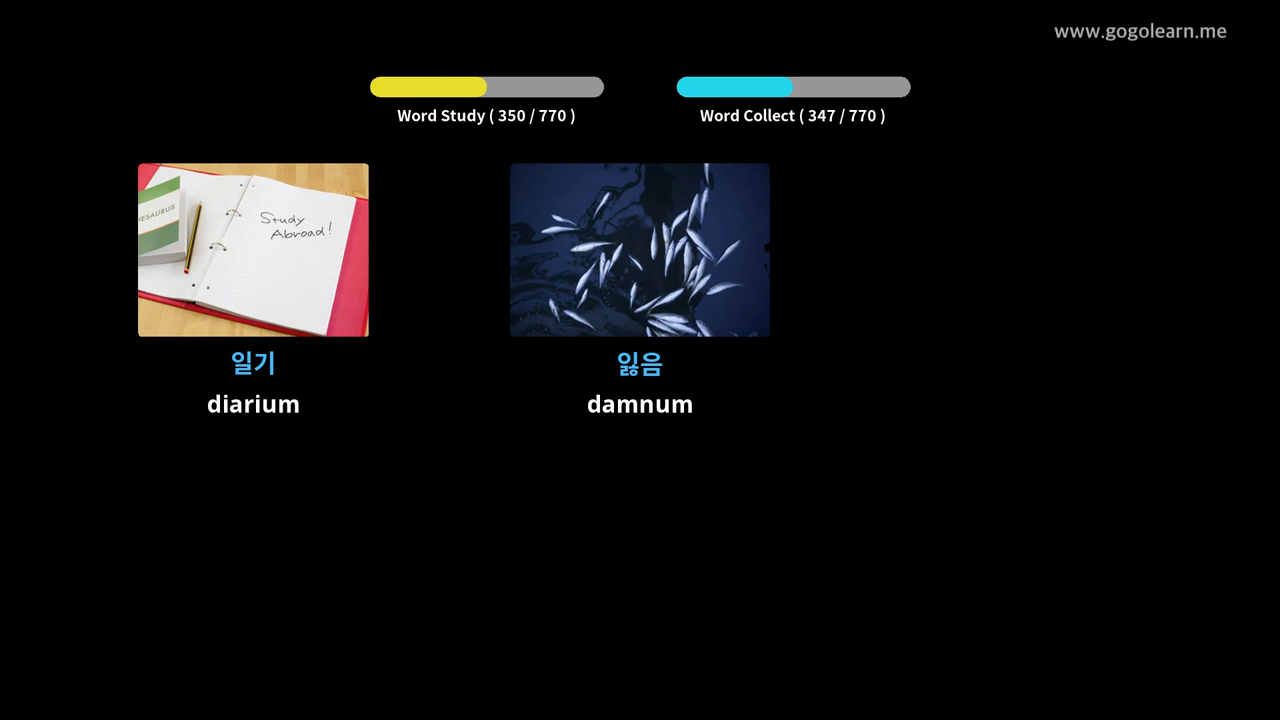 www.gogolearn.me
Word Study ( 350 / 770 )
Word Collect ( 347 / 770 )
HESAURUS
Study
Abroad!
일기
잃음
diarium
damnum